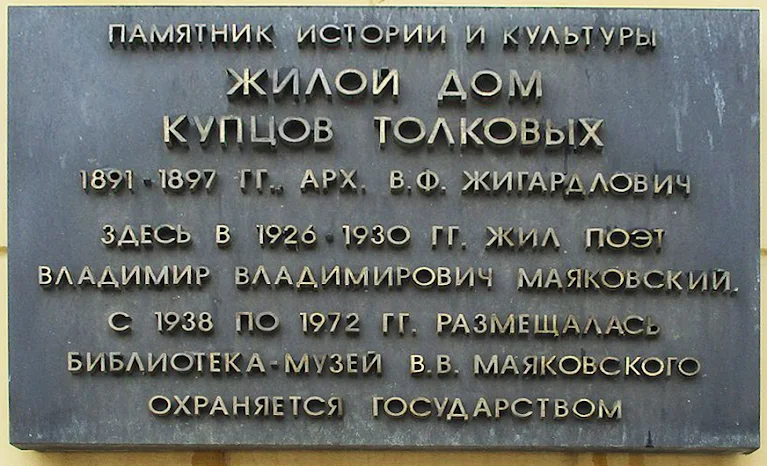 ПАМЯТНИК ИСТОРИИ И КУЛЬТУРЫ
ЖИЛОЙ ДОМ
КУПЦОВ ТОЛКОВЫХ
1891-1897 ГГ., АРХ. В.Ф. ЖИГАРДЛОВИЧ
ЗДЕСЬ В 1926-1930 ГГ. ЖИЛ ПОЭТ
ВЛАДИМИР ВЛАДИМИРОВИЧ МАЯКОВСКИЙ.
С 1938 ПО 1972 ГГ. РАЗМЕЩАЛАСЬ
БИБЛИОТЕКА-МУЗЕЙ В.В. МАЯКОВСКОГО
ОХРАНЯЕТСЯ ГОСУДАРСТВОМ